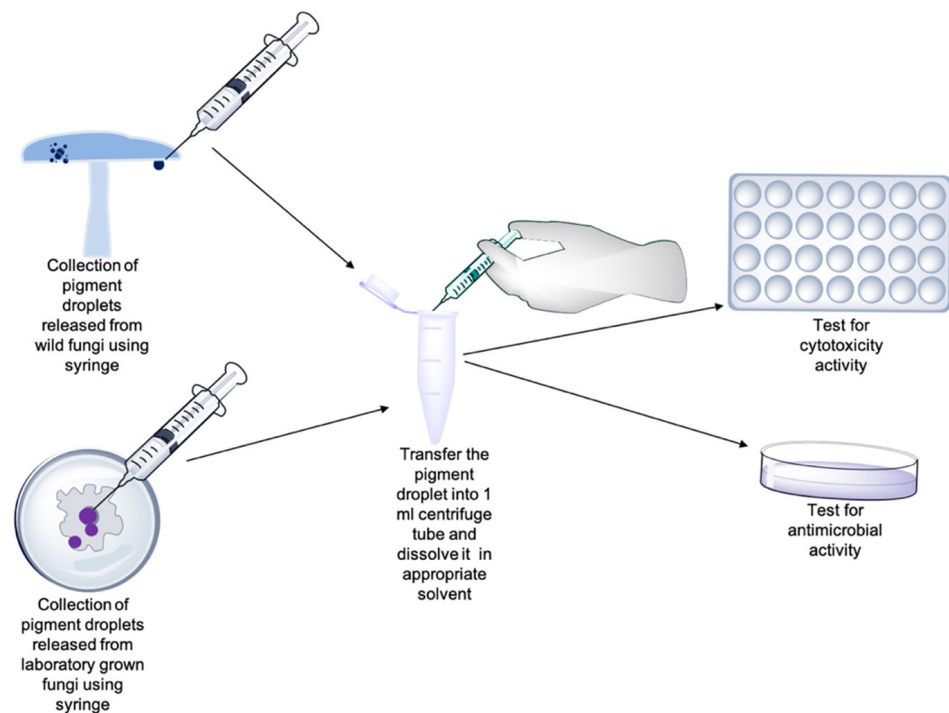 Collection of
pigment
droplets
released from
wild fungi using
syringe
Collection of
pigment droplets
released from
laboratory grown
fungi using
syringe
Transfer the
pigment
droplet into 1
ml centrifuge
tube and
dissolve it in
appropriate
solvent
Test for
cytotoxicity
activity
Test for
antimicrobial
activity